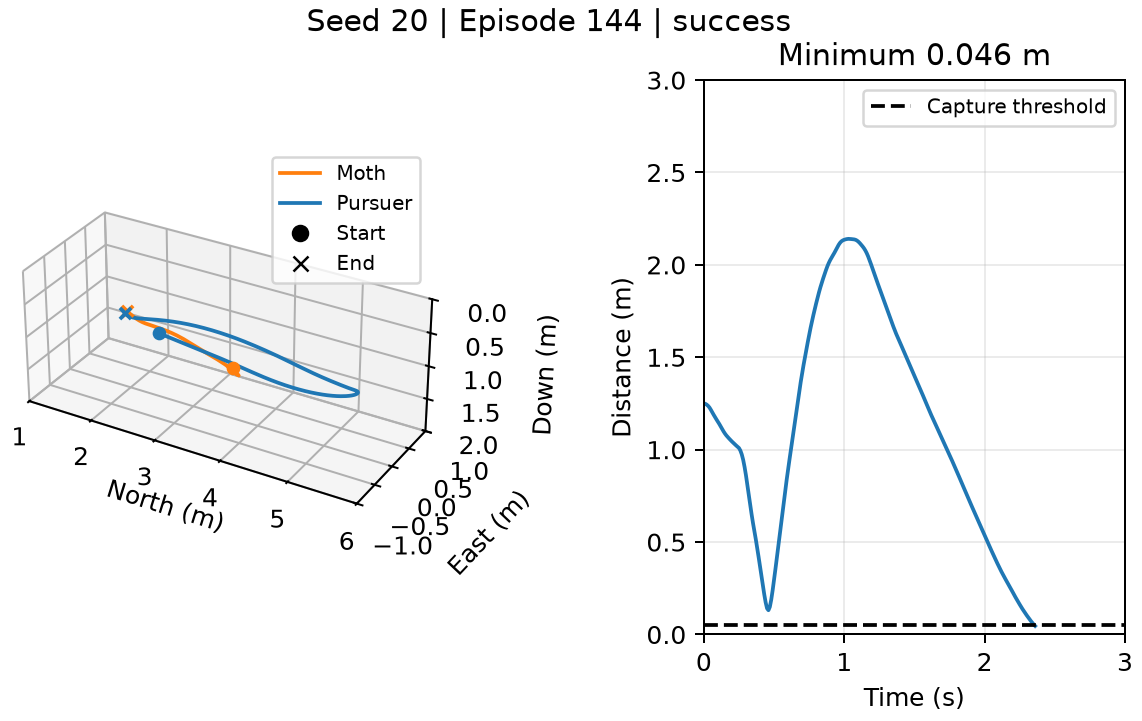 Seed 20 | Episode 144 | success
Moth
Pursuer
Start
End
0.0
0.5
1.0
1.5
2.0
Down (m)
1
2
3
4
5
6
North (m)
1.0
0.5
0.0
−0.5
−1.0
East (m)
Minimum 0.046 m
Capture threshold
3.0
2.5
2.0
1.5
1.0
0.5
0.0
Distance (m)
0
1
2
3
Time (s)